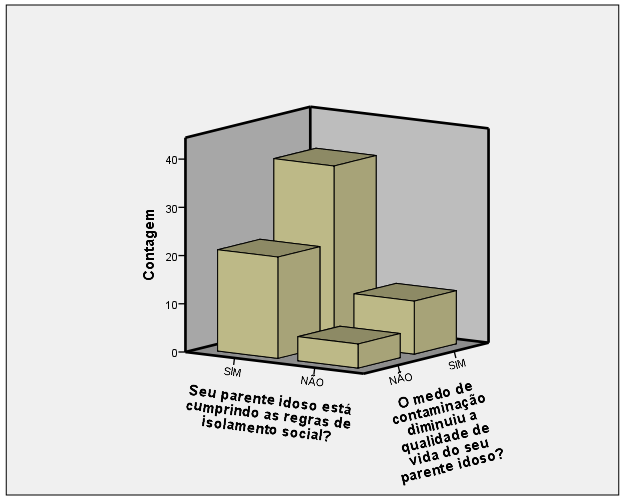 Contagem
40
30
20
10
0
SIM
NÃO
Seu parente idoso está
cumprindo as regras de
isolamento social?
NÃO
SIM
O medo de
contaminação
diminuiu a
qualidade de
vida do seu
parente idoso?